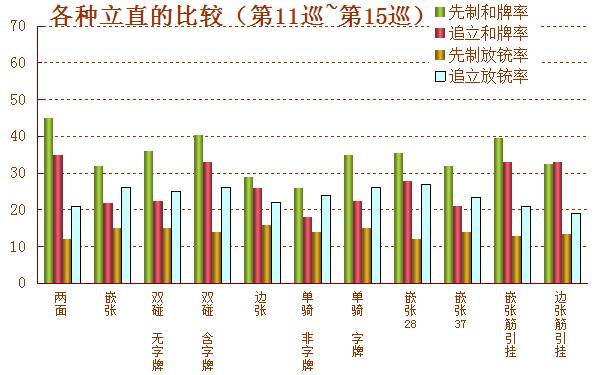 各种立直的比较（第11巡~第15巡）
先制和牌率
追立和牌率
先制放铳率
追立放铳率
70
60
50
40
30
20
10
0
两面
嵌张
双碰 无字牌
双碰 含字牌
边张
单骑 非字牌
单骑 字牌
嵌张28
嵌张37
嵌张筋引挂
边张筋引挂